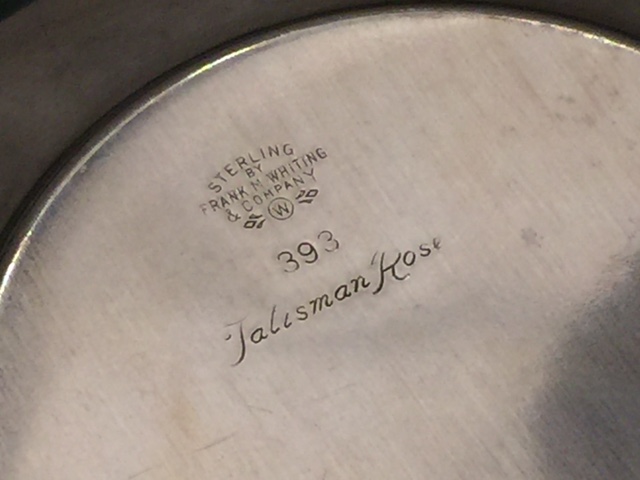 STERLING
BY
FRANK M WHITING
& COMPANY
W
393
Talisman Rose